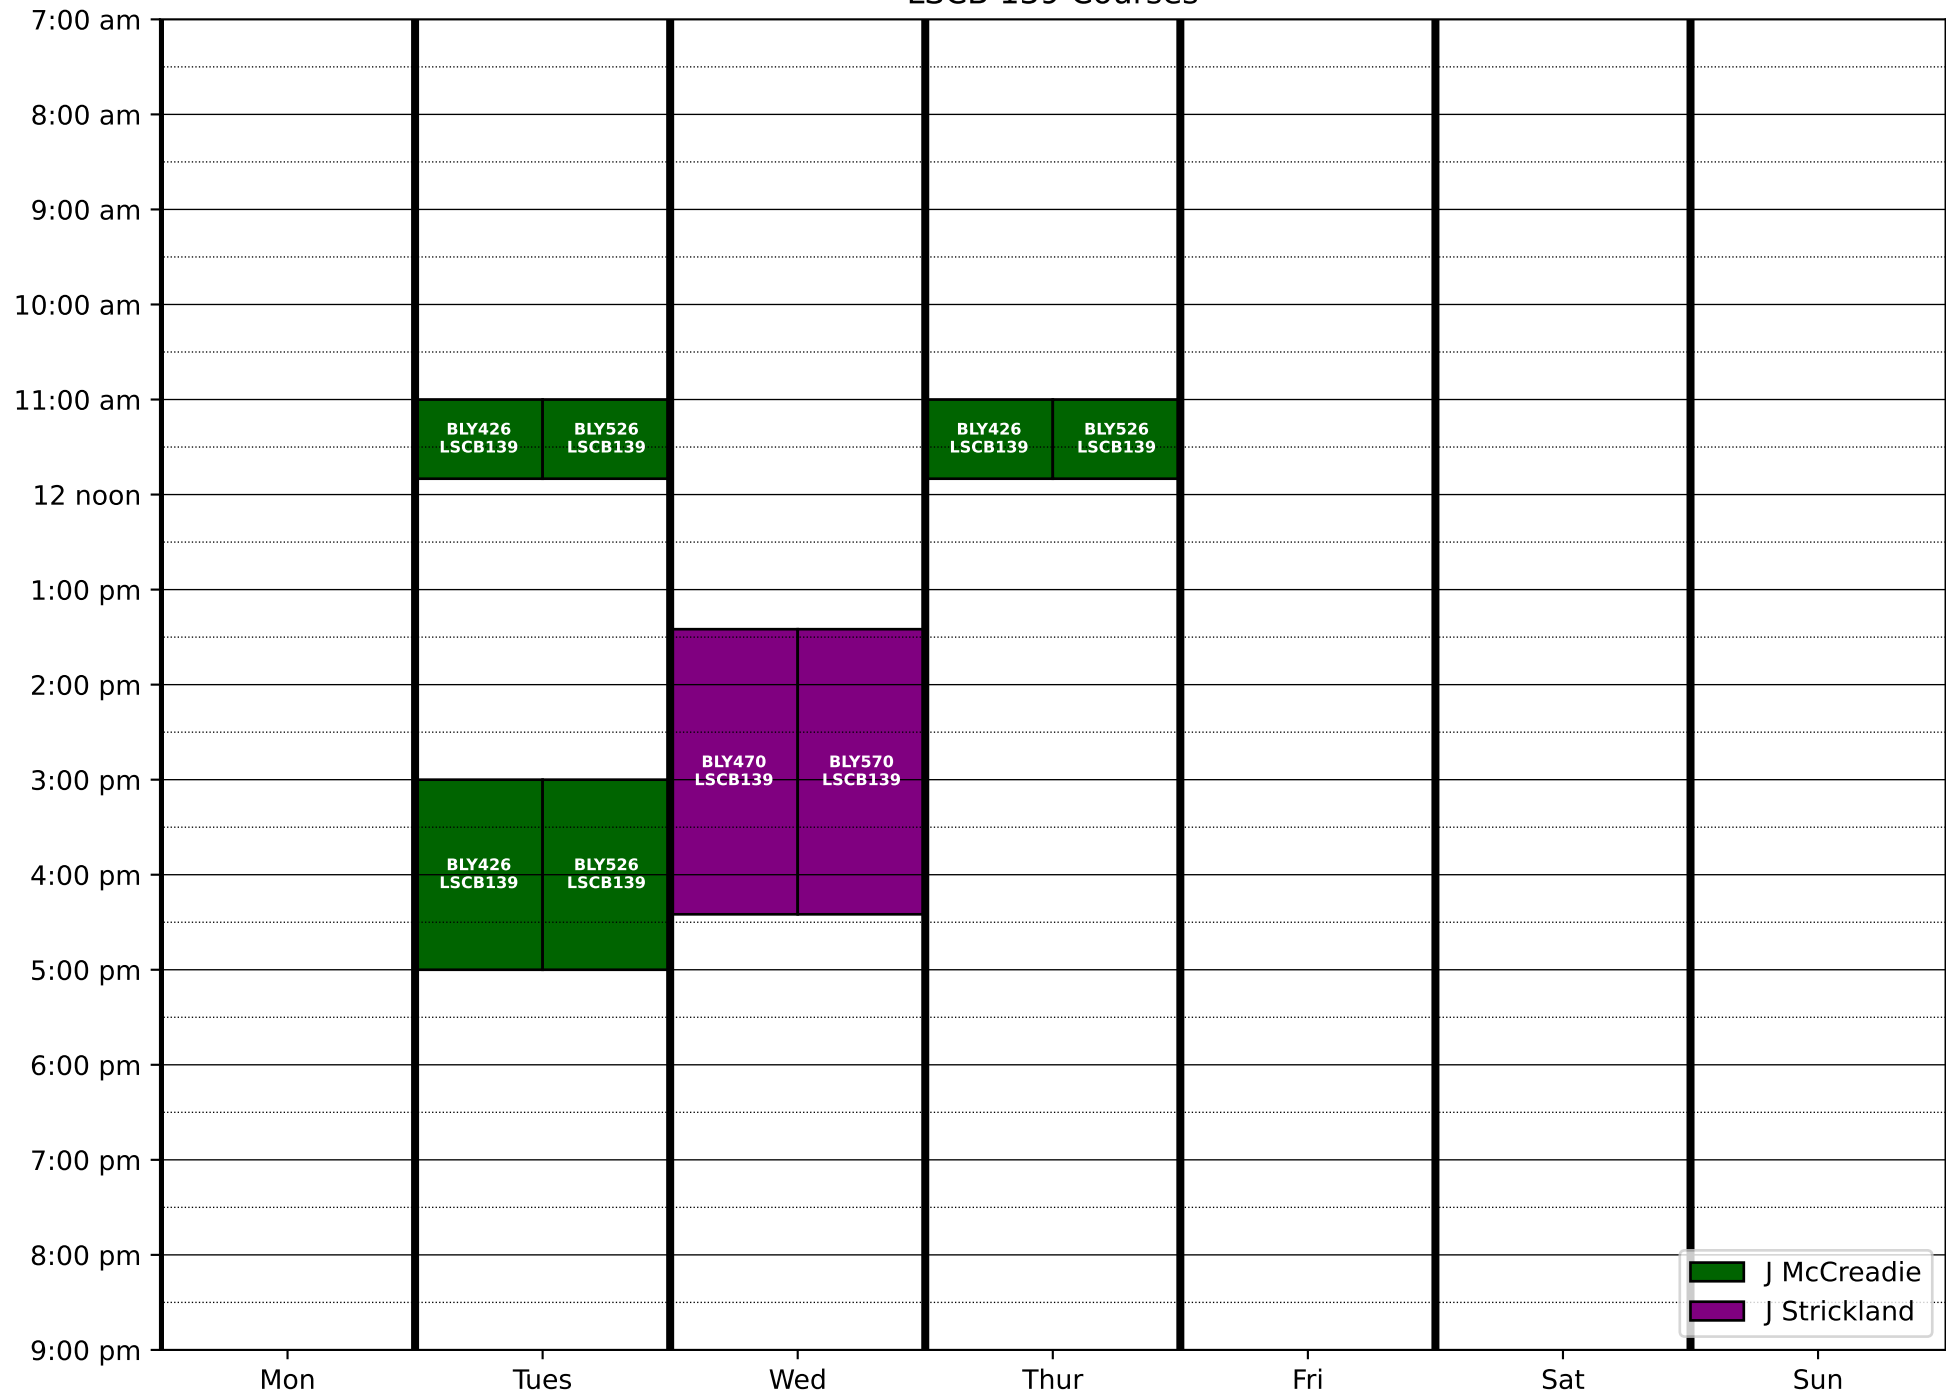 LSCB 139 Courses
7:00 am
8:00 am
9:00 am
10:00 am
11:00 am
BLY426 BLY526 BLY426 BLY526
LSCB139 LSCB139 LSCB139 LSCB139
12 noon
1:00 pm
2:00 pm
BLY470 BLY570
LSCB139 LSCB139
3:00 pm
BLY426 BLY526
LSCB139 LSCB139
4:00 pm
5:00 pm
6:00 pm
7:00 pm
8:00 pm
J McCreadie
J Strickland
9:00 pm
Mon Tues Wed Thur Fri Sat Sun